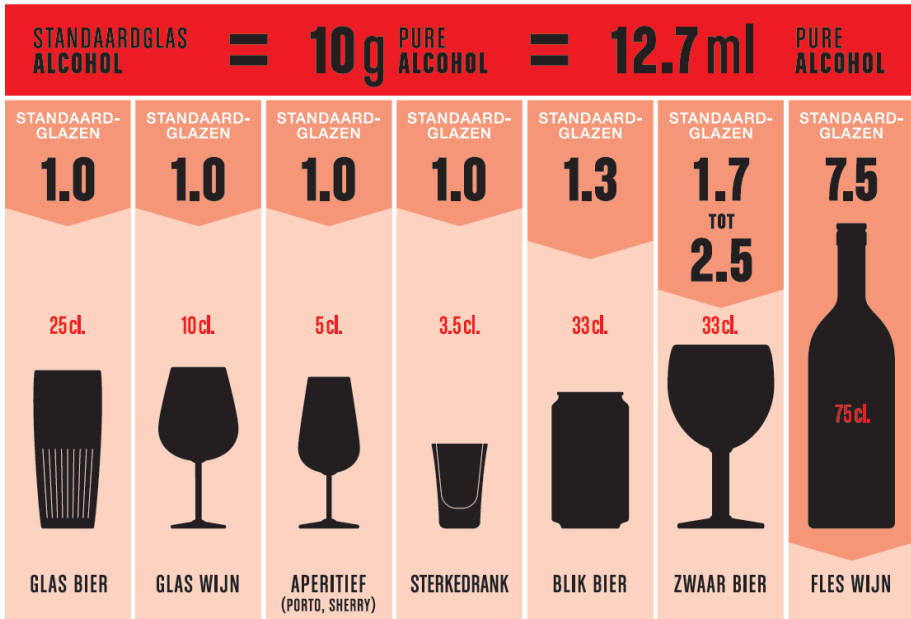 STANDAARDGLAS
ALCOHOL
= 10g PURE
ALCOHOL
= 12.7ml PURE
ALCOHOL
STANDAARD-
GLAZEN
1.0
25cl.
GLAS BIER
STANDAARD-
GLAZEN
1.0
10cl.
GLAS WIJN
STANDAARD-
GLAZEN
1.0
5cl.
APERITIEF
(PORTO, SHERRY)
STANDAARD-
GLAZEN
1.0
3.5cl.
STERKEDRANK
STANDAARD-
GLAZEN
1.3
33cl.
BLIK BIER
STANDAARD-
GLAZEN
1.7
TOT
2.5
33cl.
ZWAAR BIER
STANDAARD-
GLAZEN
7.5
75cl.
FLES WIJN